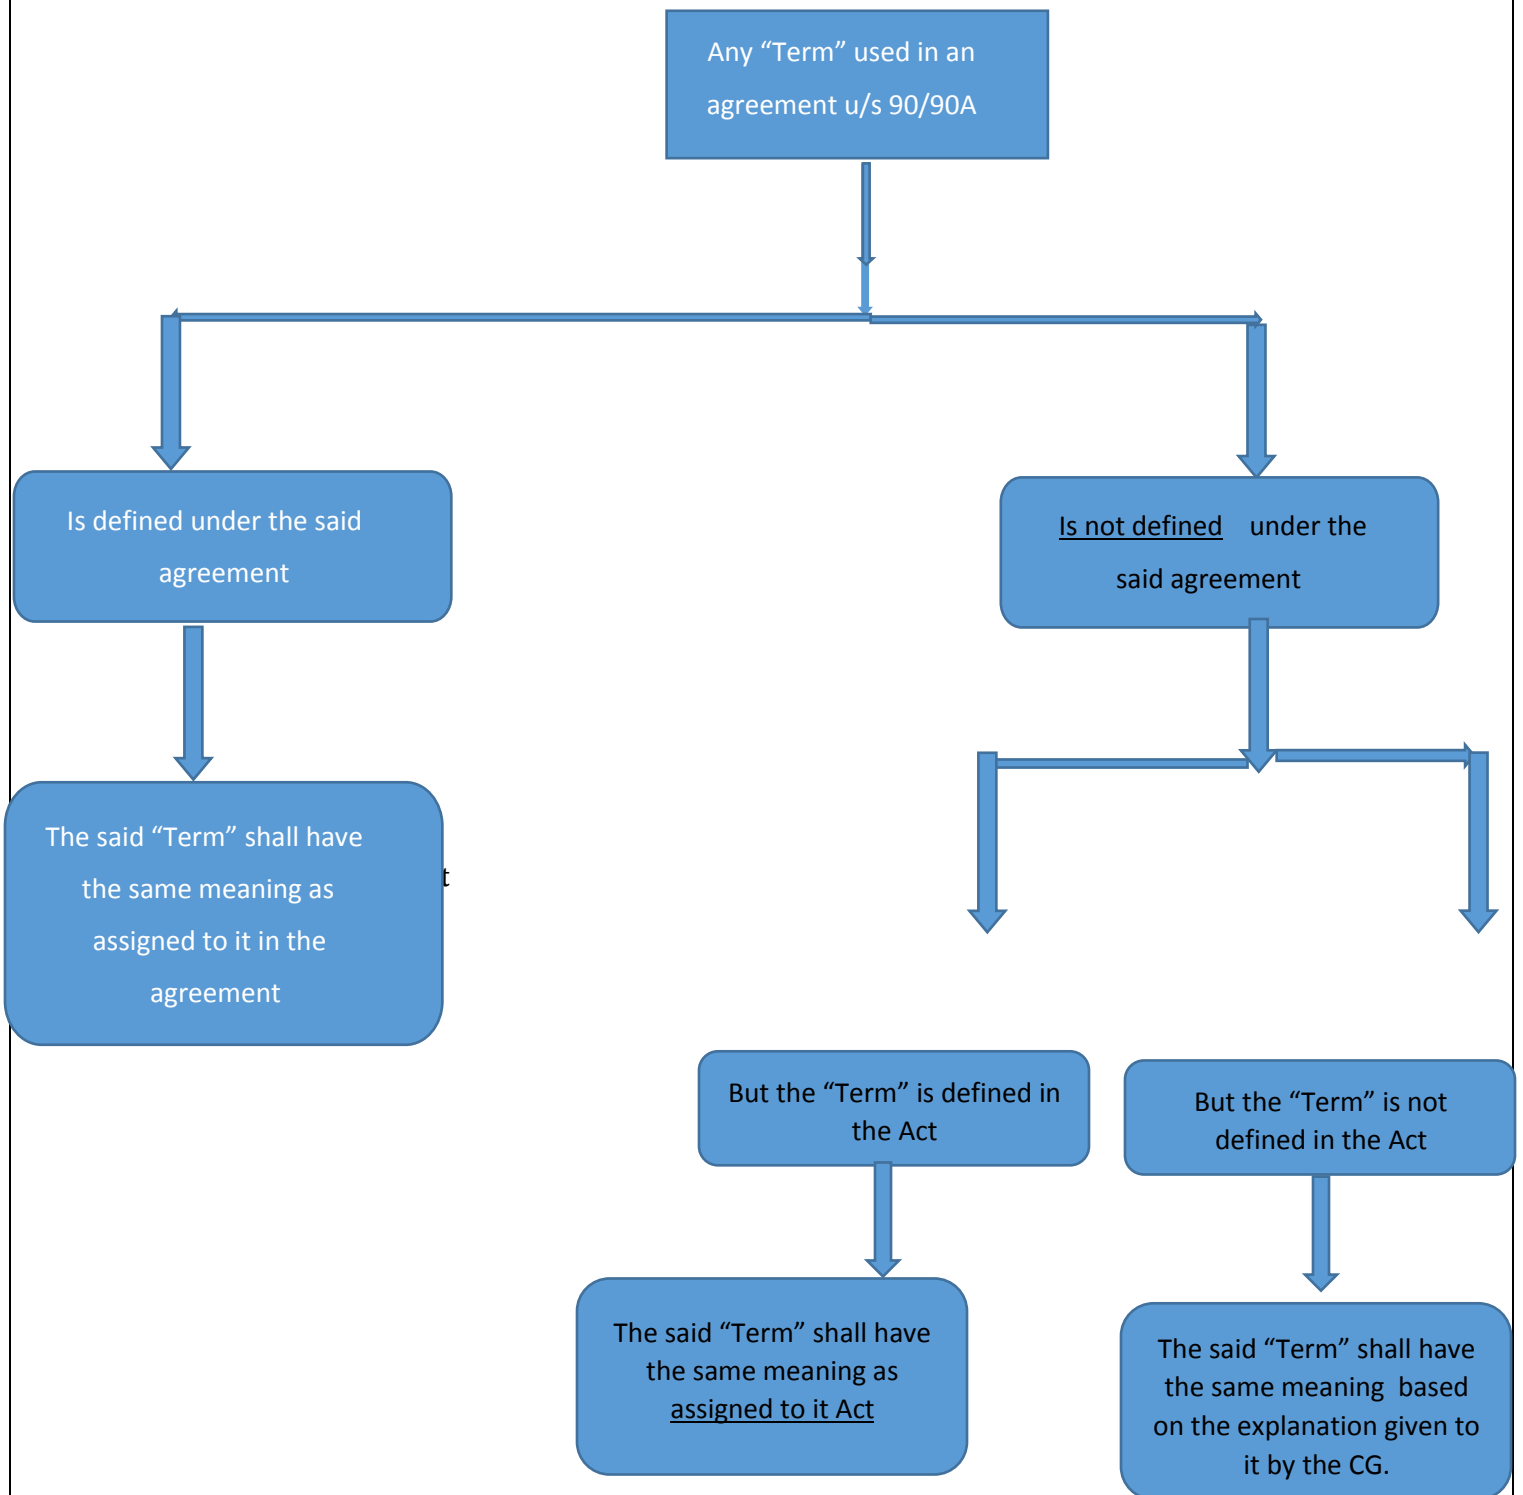 Any “Term” used in an
agreement u/s 90/90A
Is defined under the said
agreement
Is not defined under the
said agreement
The said “Term” shall have
the same meaning as
assigned to it in the
agreement
t
But the “Term” is defined in
the Act
But the “Term” is not
defined in the Act
The said “Term” shall have
the same meaning as
assigned to it Act
The said “Term” shall have
the same meaning based
on the explanation given to
it by the CG.